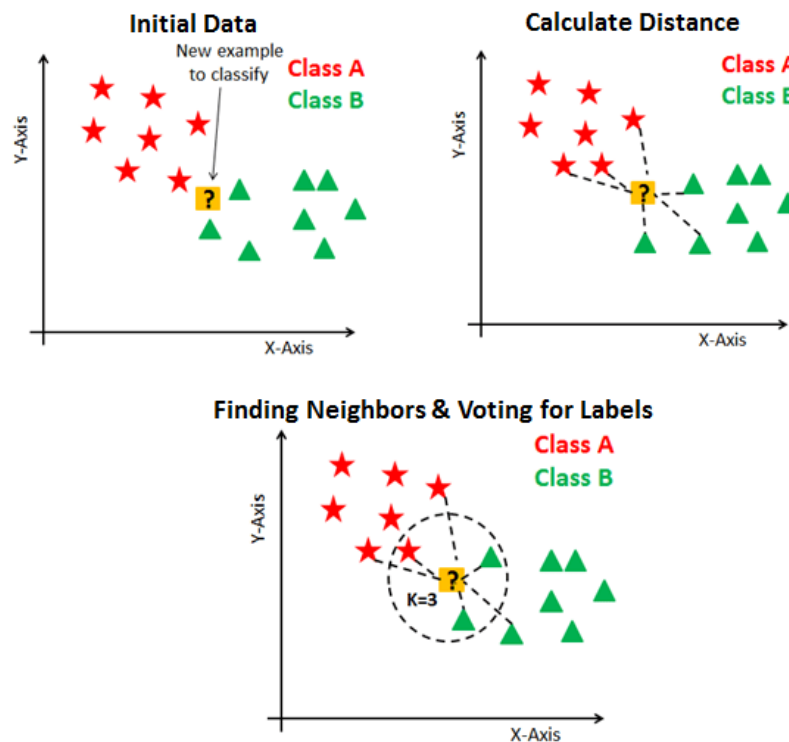 Initial Data
New example
to classify
Class A
Class B
?
Y-Axis
X-Axis
Calculate Distance
Class A
Class B
?
Y-Axis
X-Axis
Finding Neighbors & Voting for Labels
Class A
Class B
?
K=3
Y-Axis
X-Axis